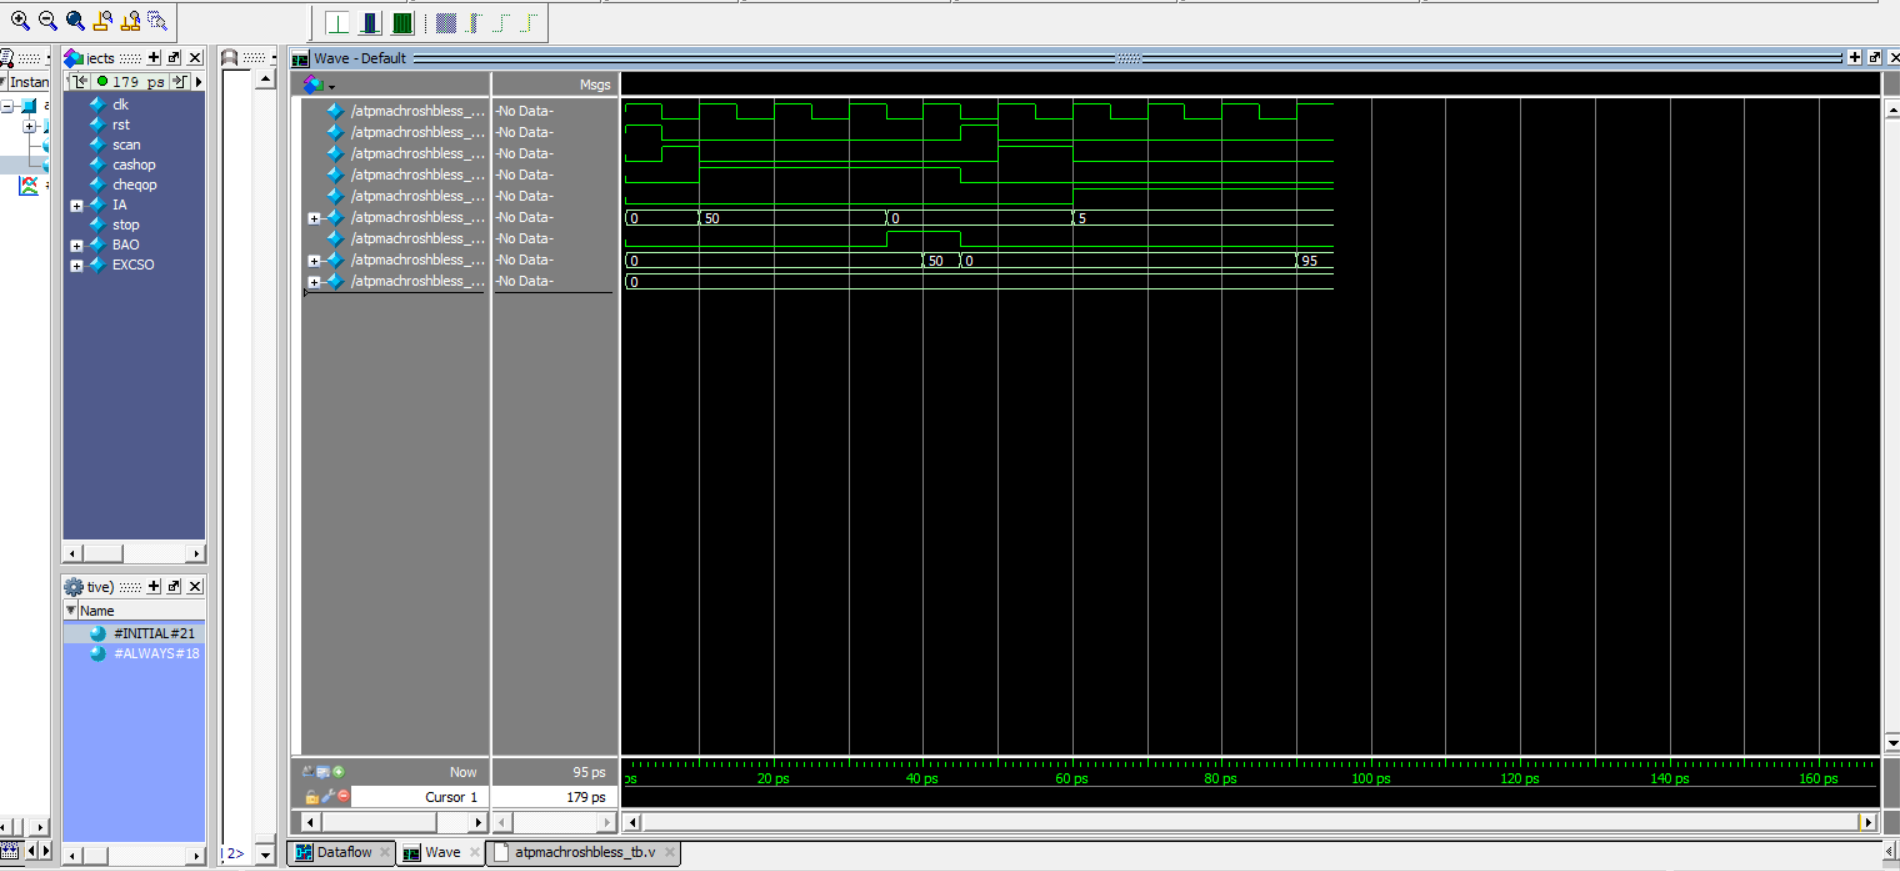 jects
Wave - Default
Instan
179 ps
Msgs
clk
rst
scan
cashop
cheqop
IA
stop
BAO
EXCSO
/atpmachroshbless_... -No Data-
/atpmachroshbless_... -No Data-
/atpmachroshbless_... -No Data-
/atpmachroshbless_... -No Data-
/atpmachroshbless_... -No Data-
/atpmachroshbless_... -No Data- 0 50 0 5
/atpmachroshbless_... -No Data-
/atpmachroshbless_... -No Data- 0 50 0 95
/atpmachroshbless_... -No Data- 0
tive)
Name
#INITIAL#21
#ALWAYS#18
Now 95 ps
ps 20 ps 40 ps 60 ps 80 ps 100 ps 120 ps 140 ps 160 ps
Cursor 1 179 ps
2>
Dataflow Wave atpmachroshbless_tb.v